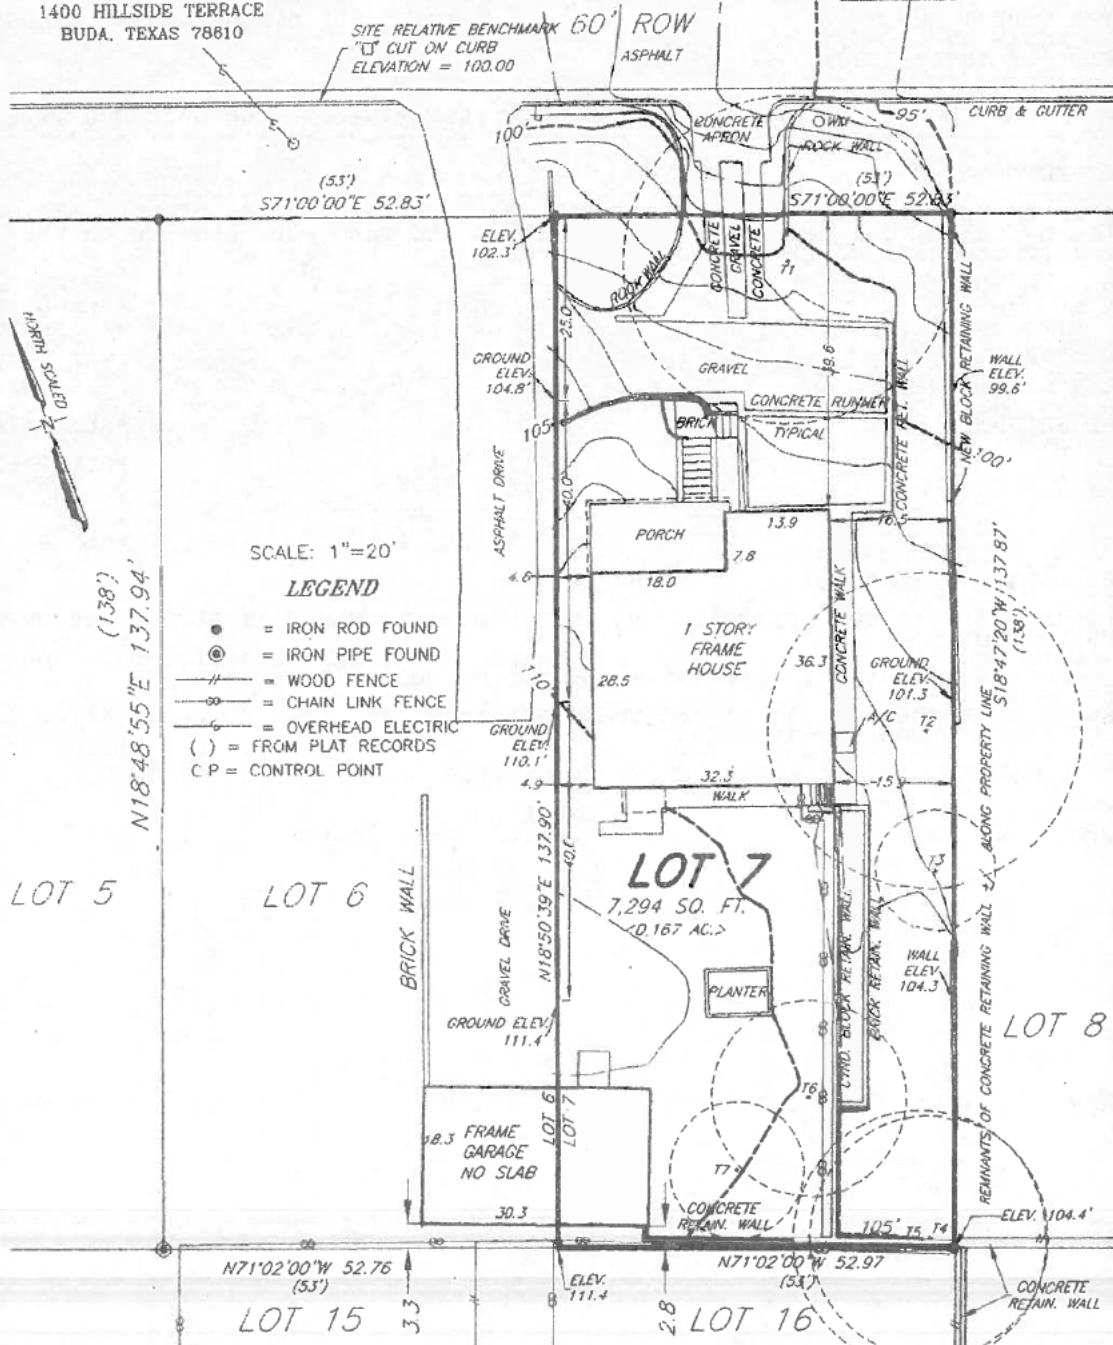 1400 HILLSIDE TERRACE
BUDA, TEXAS 78610
SITE RELATIVE BENCHMARK
"□" CUT ON CURB
ELEVATION = 100.00
60' ROW
ASPHALT
CURB & GUTTER
CONCRETE
APRON
WM
95'
100'
ROCK WALL
(53')
S71°00'00"E 52.83'
(53')
S71°00'00"E 52.83'
ELEV.
102.3'
ROCK WALL
CONCRETE
GRAVEL
CONCRETE
T1
NORTH SCALED
N
25.0
39.6
GROUND
ELEV.
104.8'
GRAVEL
CONCRETE RUNNER
TYPICAL
CONCRETE RET. WALL
NEW BLOCK RETAINING WALL
WALL
ELEV.
99.6'
100'
105'
BRICK
40.0
ASPHALT DRIVE
PORCH
13.9
16.5
7.8
18.0
4.6
SCALE: 1"=20'
LEGEND
= IRON ROD FOUND
= IRON PIPE FOUND
= WOOD FENCE
= CHAIN LINK FENCE
= OVERHEAD ELECTRIC
( ) = FROM PLAT RECORDS
C.P = CONTROL POINT
(138')
N18°48'55"E 137.94'
1 STORY
FRAME
HOUSE
36.3
28.5
CONCRETE WALK
GROUND
ELEV.
101.3
A/C
T2
S18°47'20"W (137.87'
(138')
GROUND
ELEV.
110.1'
4.9
32.3
WALK
15.9
LOT 5
LOT 6
BRICK WALL
GRAVEL DRIVE
N18°50'39"E 137.90'
LOT 7
7,294 SQ. FT.
<0.167 AC.>
T3
PLANTER
CYND. BLOCK RETAIN. WALL
BRICK RETAIN. WALL
WALL
ELEV
104.3
LOT 8
REMNANTS OF CONCRETE RETAINING WALL ALONG PROPERTY LINE
GROUND ELEV.
111.4'
T6
T7
18.3
FRAME
GARAGE
NO SLAB
LOT 6
LOT 7
30.3
CONCRETE
RETAIN. WALL
105'
T5
T4
ELEV. 104.4'
N71°02'00"W 52.76
(53')
N71°02'00"W 52.97
(53')
ELEV.
111.4
CONCRETE
RETAIN. WALL
LOT 15
3.3
2.8
LOT 16